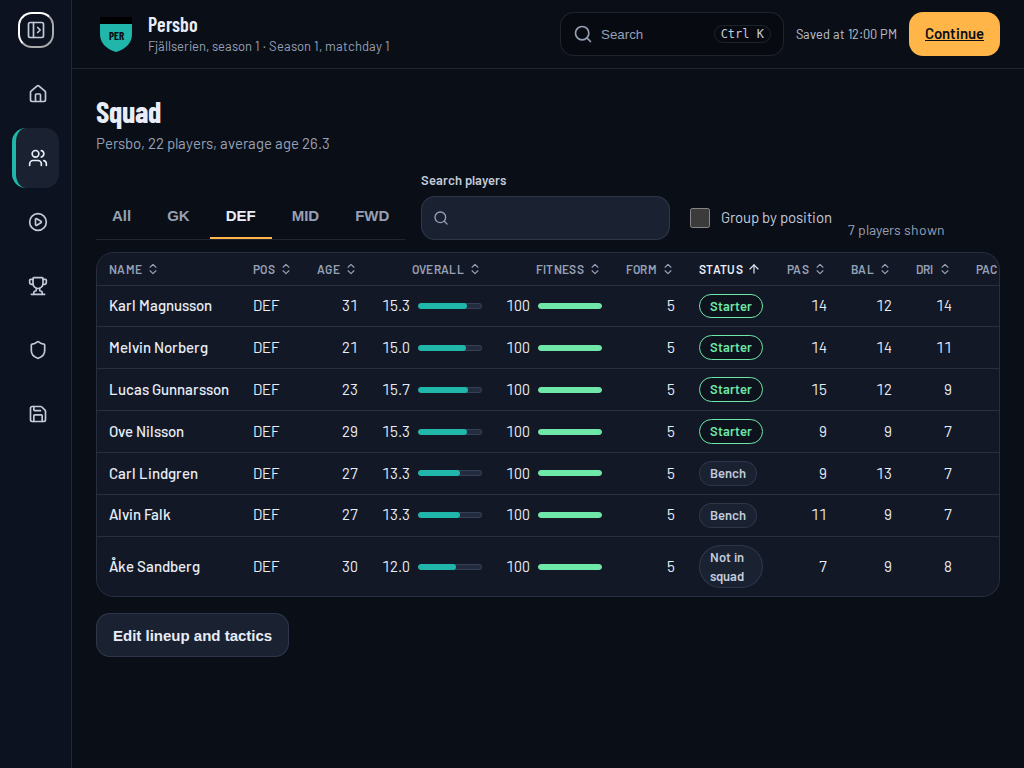 PER
Persbo
Fjällserien, season 1 · Season 1, matchday 1
Search
Ctrl K
Saved at 12:00 PM
Continue
Squad
Persbo, 22 players, average age 26.3
Search players
All GK DEF MID FWD
Group by position
7 players shown
NAME POS AGE OVERALL FITNESS FORM STATUS PAS BAL DRI PAC
Karl Magnusson DEF 31 15.3 100 5 Starter 14 12 14
Melvin Norberg DEF 21 15.0 100 5 Starter 14 14 11
Lucas Gunnarsson DEF 23 15.7 100 5 Starter 15 12 9
Ove Nilsson DEF 29 15.3 100 5 Starter 9 9 7
Carl Lindgren DEF 27 13.3 100 5 Bench 9 13 7
Alvin Falk DEF 27 13.3 100 5 Bench 11 9 7
Åke Sandberg DEF 30 12.0 100 5 Not in squad 7 9 8
Edit lineup and tactics